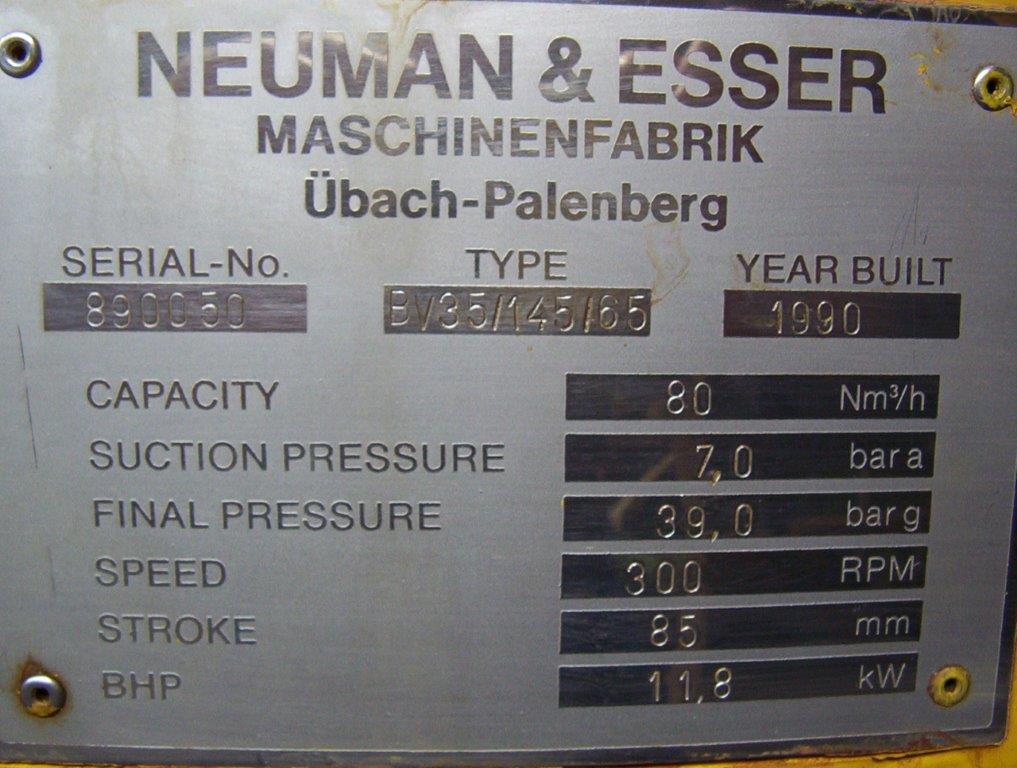 NEUMAN & ESSER
MASCHINENFABRIK
Übach-Palenberg
SERIAL-No. TYPE YEAR BUILT
890050 BV35/145/65 1990
CAPACITY 80 Nm³/h
SUCTION PRESSURE 7,0 bar a
FINAL PRESSURE 39,0 bar g
SPEED 300 RPM
STROKE 85 mm
BHP 11,8 kW